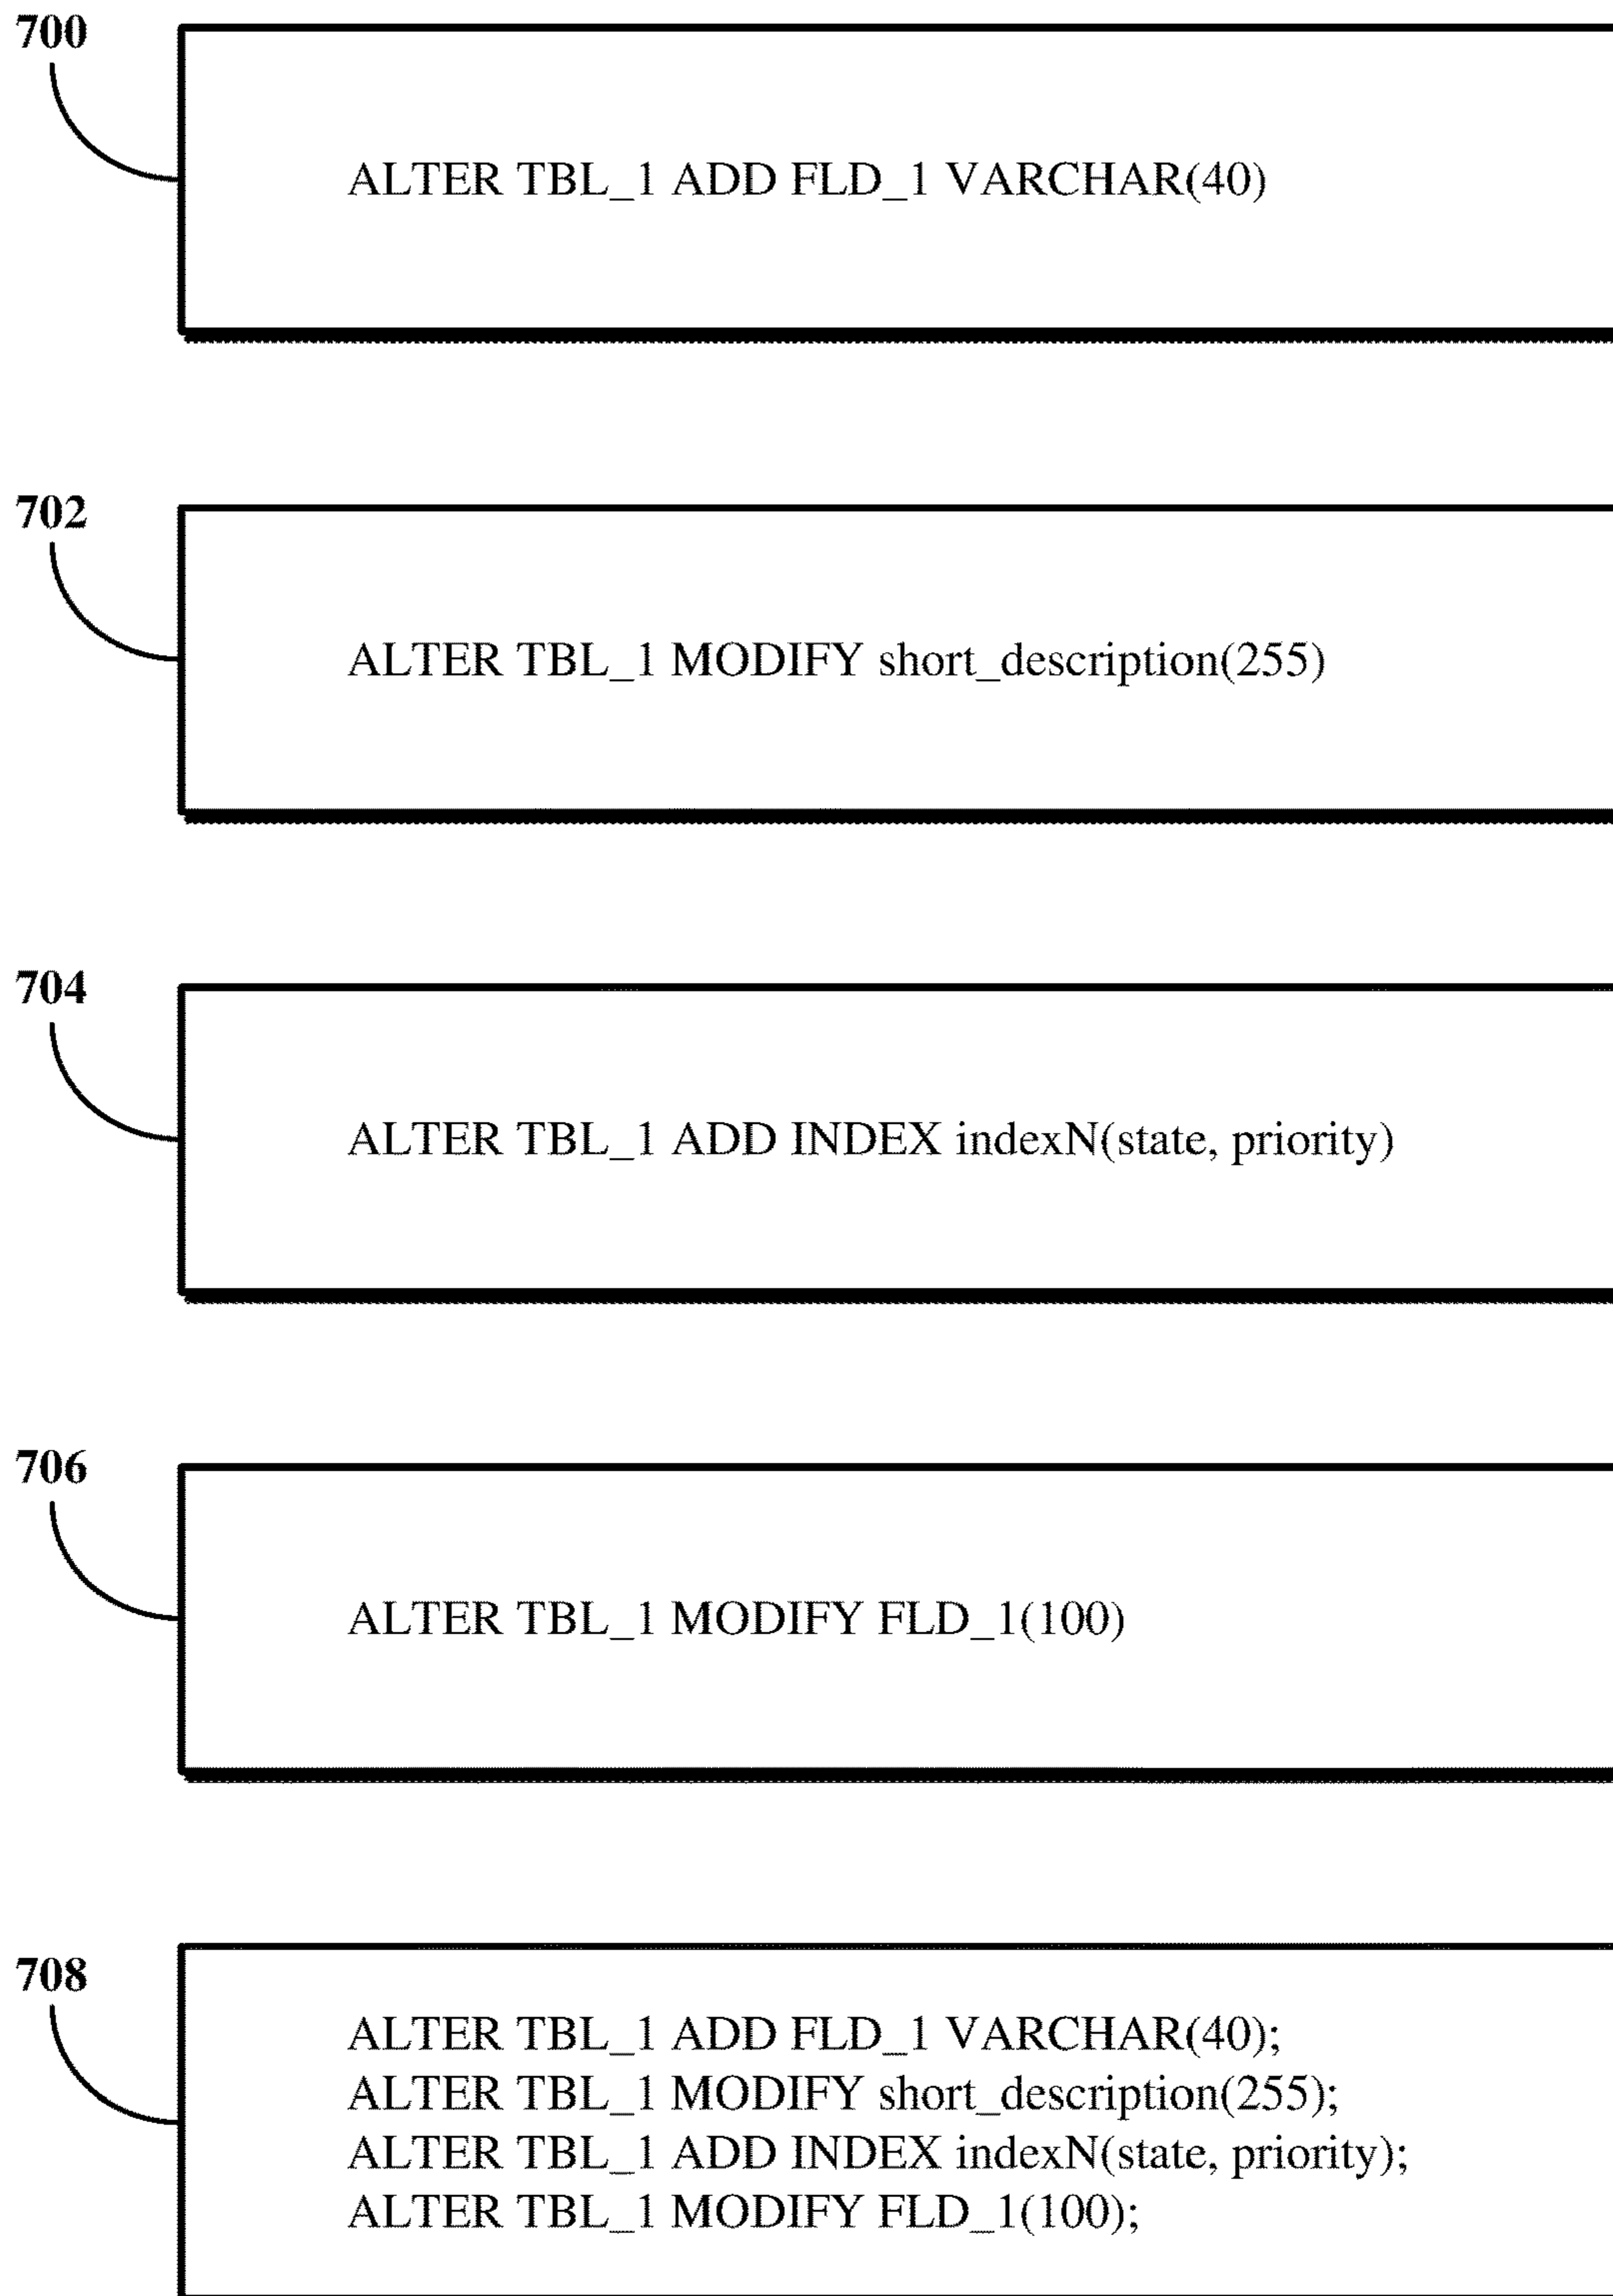 700
ALTER TBL_1 ADD FLD_1 VARCHAR(40)
702
ALTER TBL_1 MODIFY short_description(255)
704
ALTER TBL_1 ADD INDEX indexN(state, priority)
706
ALTER TBL_1 MODIFY FLD_1(100)
708
ALTER TBL_1 ADD FLD_1 VARCHAR(40);
ALTER TBL_1 MODIFY short_description(255);
ALTER TBL_1 ADD INDEX indexN(state, priority);
ALTER TBL_1 MODIFY FLD_1(100);